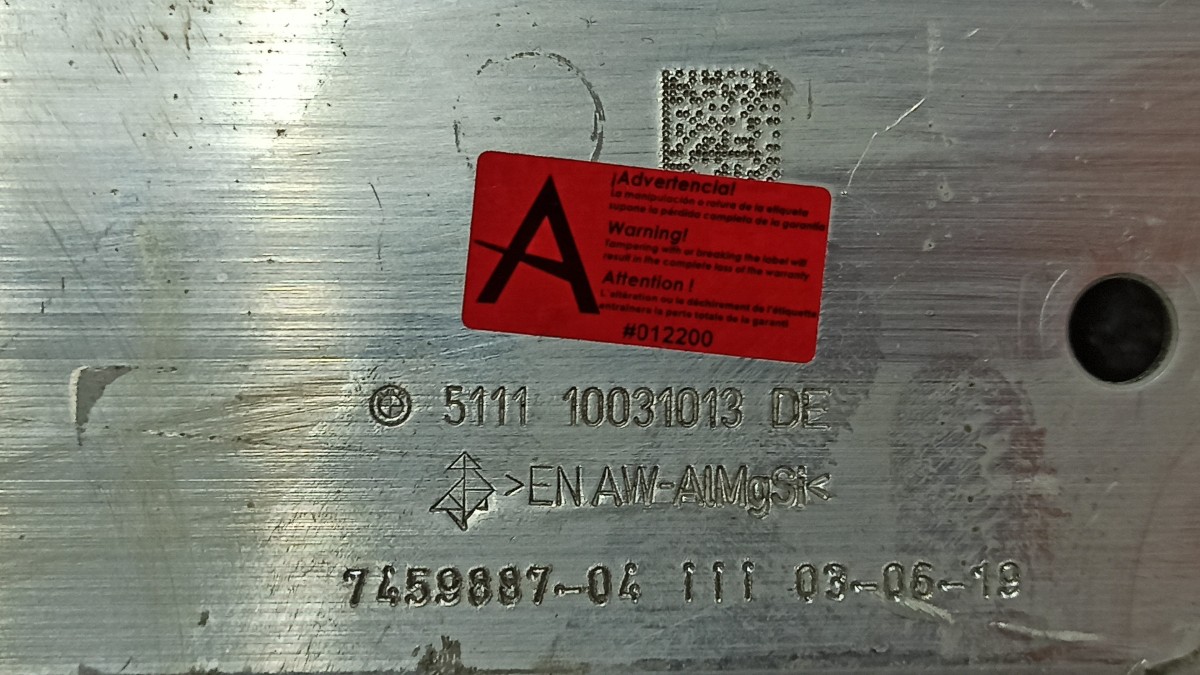 A
¡Advertencia!
La manipulación o rotura de la etiqueta
supone la pérdida completa de la garantía
Warning!
Tampering with or breaking the label will
result in the complete loss of the warranty
Attention !
L'altération ou le déchirement de l'étiquette
entraînera la perte totale de la garanti
#012200
5111 10031013 DE
>EN AW-AlMgSi<
7459887-04 III 03-06-19